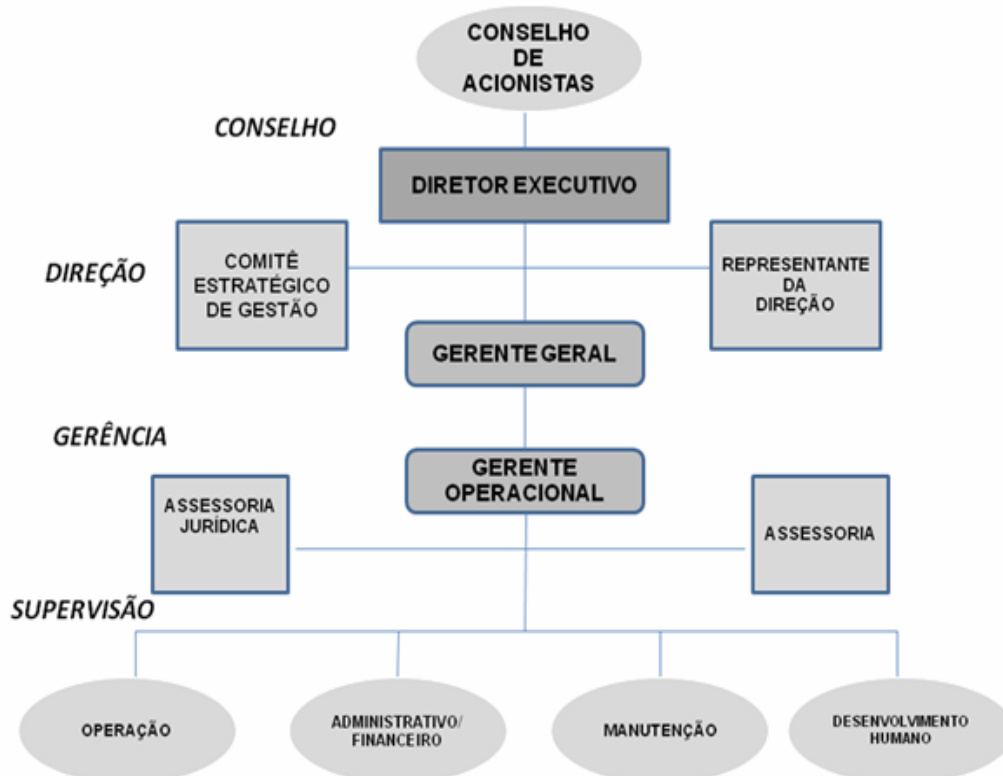 CONSELHO
DE
ACIONISTAS
CONSELHO
DIRETOR EXECUTIVO
DIREÇÃO
COMITÊ
ESTRATÉGICO
DE GESTÃO
REPRESENTANTE
DA
DIREÇÃO
GERENTE GERAL
GERÊNCIA
GERENTE
OPERACIONAL
ASSESSORIA
JURÍDICA
ASSESSORIA
SUPERVISÃO
OPERAÇÃO
ADMINISTRATIVO/
FINANCEIRO
MANUTENÇÃO
DESENVOLVIMENTO
HUMANO